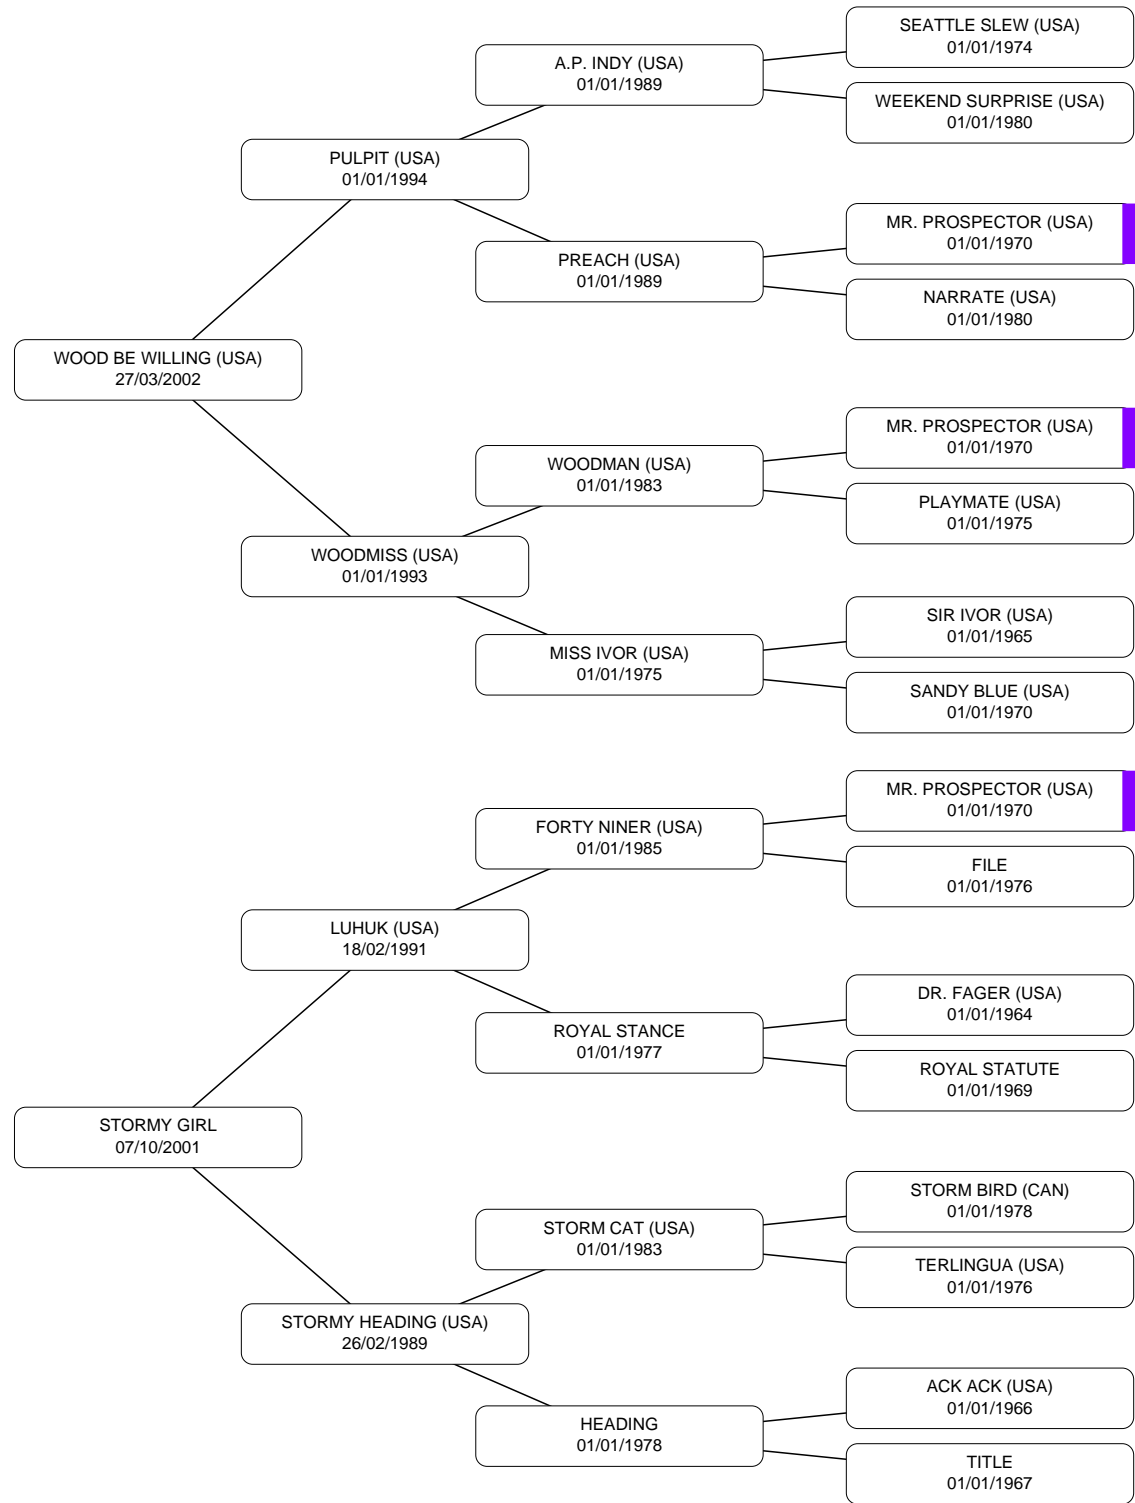 SEATTLE SLEW (USA)
01/01/1974
A.P. INDY (USA)
01/01/1989
WEEKEND SURPRISE (USA)
01/01/1980
PULPIT (USA)
01/01/1994
MR. PROSPECTOR (USA)
01/01/1970
PREACH (USA)
01/01/1989
NARRATE (USA)
01/01/1980
WOOD BE WILLING (USA)
27/03/2002
MR. PROSPECTOR (USA)
01/01/1970
WOODMAN (USA)
01/01/1983
PLAYMATE (USA)
01/01/1975
WOODMISS (USA)
01/01/1993
SIR IVOR (USA)
01/01/1965
MISS IVOR (USA)
01/01/1975
SANDY BLUE (USA)
01/01/1970
MR. PROSPECTOR (USA)
01/01/1970
FORTY NINER (USA)
01/01/1985
FILE
01/01/1976
LUHUK (USA)
18/02/1991
DR. FAGER (USA)
01/01/1964
ROYAL STANCE
01/01/1977
ROYAL STATUTE
01/01/1969
STORMY GIRL
07/10/2001
STORM BIRD (CAN)
01/01/1978
STORM CAT (USA)
01/01/1983
TERLINGUA (USA)
01/01/1976
STORMY HEADING (USA)
26/02/1989
ACK ACK (USA)
01/01/1966
HEADING
01/01/1978
TITLE
01/01/1967